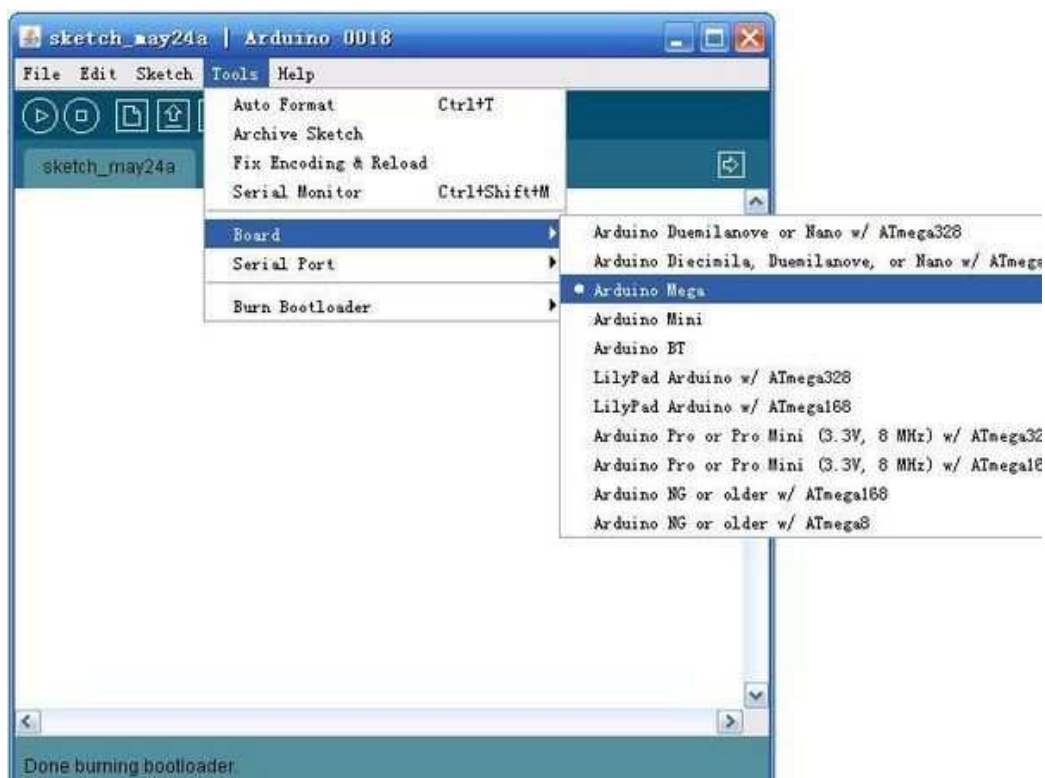 sketch_may24a | Arduino 0018
File Edit Sketch Tools Help
sketch_may24a
Auto Format Ctrl+T
Archive Sketch
Fix Encoding & Reload
Serial Monitor Ctrl+Shift+M
Board
Serial Port
Burn Bootloader
Arduino Duemilanove or Nano w/ ATmega328
Arduino Diecimila, Duemilanove, or Nano w/ ATmega
Arduino Mega
Arduino Mini
Arduino BT
LilyPad Arduino w/ ATmega328
LilyPad Arduino w/ ATmega168
Arduino Pro or Pro Mini (3.3V, 8 MHz) w/ ATmega32
Arduino Pro or Pro Mini (3.3V, 8 MHz) w/ ATmega16
Arduino NG or older w/ ATmega168
Arduino NG or older w/ ATmega8
Done burning bootloader.